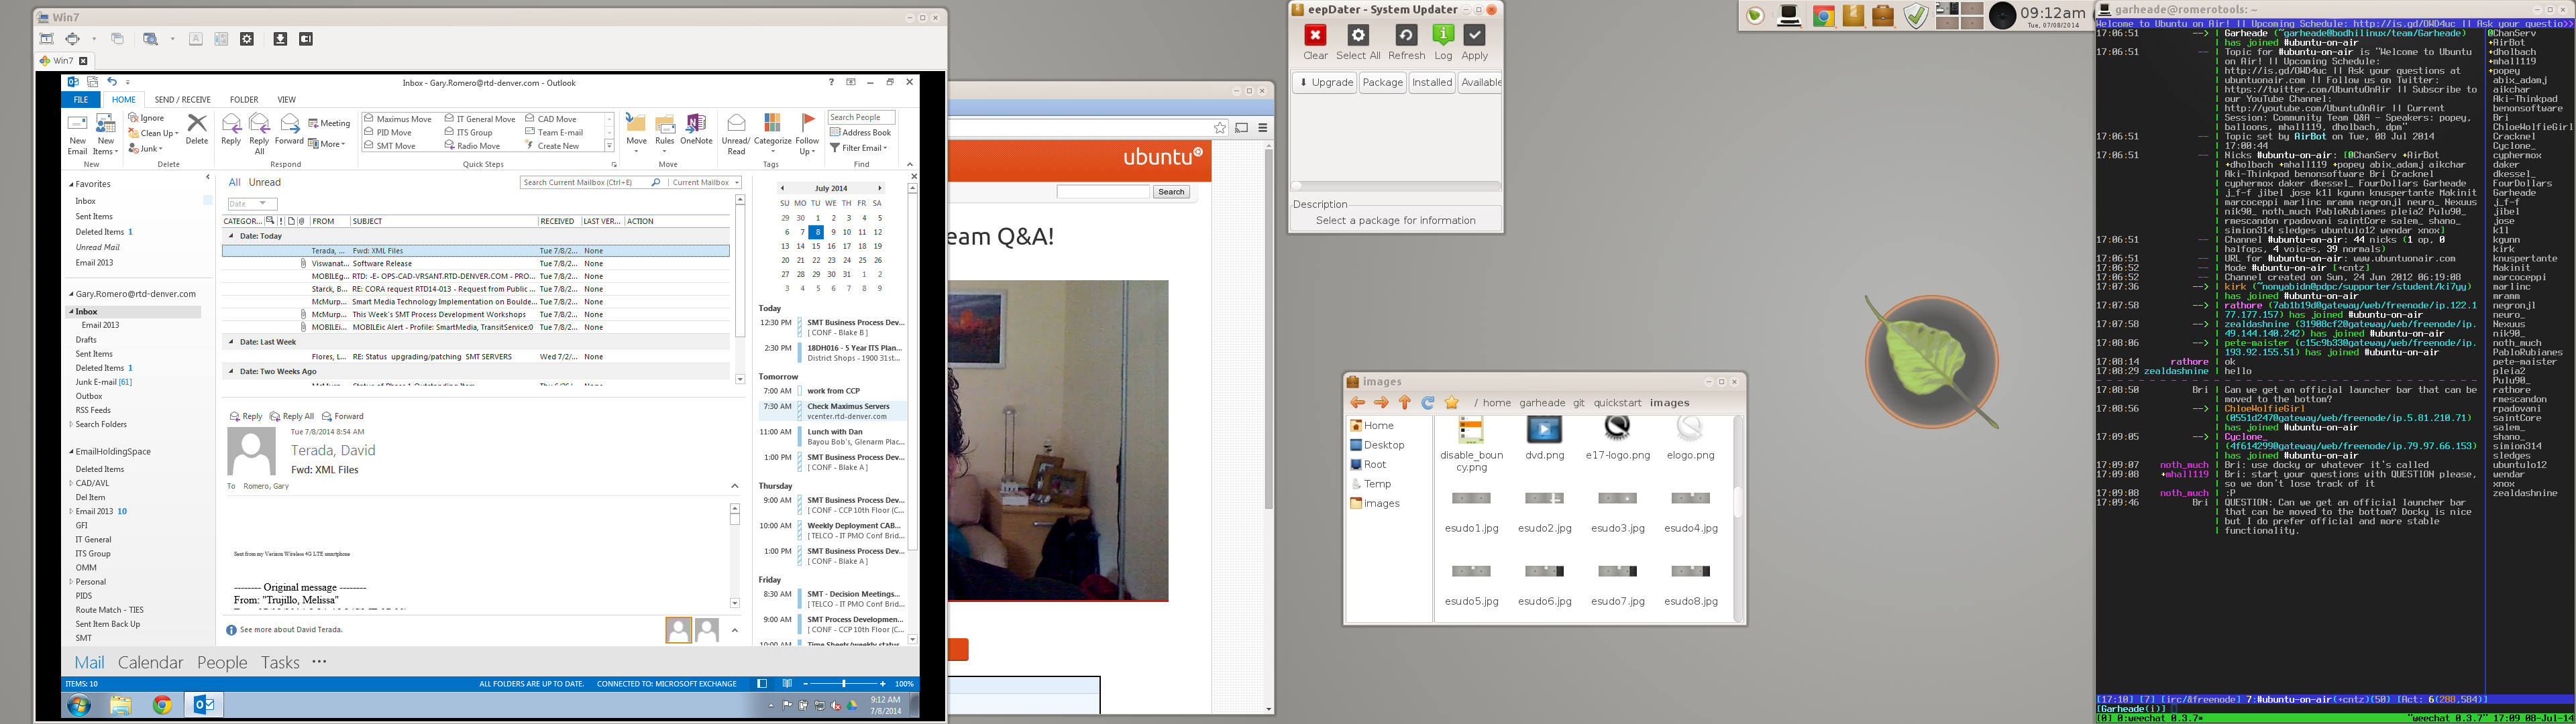 Win7
Win7
Inbox - Gary.Romero@rtd-denver.com - Outlook
FILE HOME SEND / RECEIVE FOLDER VIEW
New Email
New Items
Ignore
Clean Up
Junk
Delete
Reply
Reply All
Forward
Meeting
More
Maximus Move
PID Move
SMT Move
IT General Move
ITS Group
Radio Move
CAD Move
Team E-mail
Create New
Move
Rules
OneNote
Unread/ Read
Categorize
Follow Up
Search People
Address Book
Filter Email
New Delete Respond Quick Steps Move Tags Find
Favorites
Inbox
Sent Items
Deleted Items 1
Unread Mail
Email 2013
Gary.Romero@rtd-denver.com
Inbox
Email 2013
Drafts
Sent Items
Deleted Items 1
Junk E-mail [61]
Outbox
RSS Feeds
Search Folders
EmailHoldingSpace
Deleted Items
CAD/AVL
Del Item
Email 2013 10
GFI
IT General
ITS Group
OMM
Personal
PIDS
Route Match - TIES
Sent Item Back Up
SMT
All Unread
Search Current Mailbox (Ctrl+E) Current Mailbox
Date
CATEGOR... FROM SUBJECT RECEIVED LAST VER... ACTION
Date: Today
Terada, ... Fwd: XML Files Tue 7/8/2... None
Viswanat... Software Release Tue 7/8/2... None
MOBILEg... RTD: -E- OPS-CAD-VRSANT.RTD-DENVER.COM - PRO... Tue 7/8/2... None
Starck, B... RE: CORA request RTD14-013 - Request from Public ... Tue 7/8/2... None
McMurp... Smart Media Technology Implementation on Boulde... Tue 7/8/2... None
McMurp... This Week's SMT Process Development Workshops Tue 7/8/2... None
MOBILEi... MOBILEic Alert - Profile: SmartMedia, TransitService:0 Tue 7/8/2... None
Date: Last Week
Flores, L... RE: Status upgrading/patching SMT SERVERS Wed 7/2/... None
Date: Two Weeks Ago
Reply Reply All Forward
Tue 7/8/2014 8:54 AM
Terada, David
Fwd: XML Files
To Romero, Gary
Sent from my Verizon Wireless 4G LTE smartphone
-------- Original message --------
From: "Trujillo, Melissa"
See more about David Terada.
July 2014
SU MO TU WE TH FR SA
29 30 1 2 3 4 5
6 7 8 9 10 11 12
13 14 15 16 17 18 19
20 21 22 23 24 25 26
27 28 29 30 31 1 2
3 4 5 6 7 8 9
Today
12:30 PM SMT Business Process Dev...
[ CONF - Blake B ]
2:30 PM 18DH016 - 5 Year ITS Plan...
District Shops - 1900 31st...
Tomorrow
7:00 AM work from CCP
7:30 AM Check Maximus Servers
vcenter.rtd-denver.com
11:00 AM Lunch with Dan
Bayou Bob's, Glenarm Plac...
1:00 PM SMT Business Process Dev...
[ CONF - Blake A ]
Thursday
9:00 AM SMT Business Process Dev...
[ CONF - CCP 10th Floor (C...
10:00 AM Weekly Deployment CAB...
[ TELCO - IT PMO Conf Brid...
1:00 PM SMT Business Process Dev...
[ CONF - Blake A ]
Friday
8:30 AM SMT - Decision Meetings...
[ TELCO - IT PMO Conf Brid...
9:00 AM SMT Process Developmen...
[ CONF - CCP 10th Floor (C...
10:00 AM Time Sheets/weekly status
Mail Calendar People Tasks ...
ITEMS: 10 ALL FOLDERS ARE UP TO DATE. CONNECTED TO: MICROSOFT EXCHANGE 100%
9:12 AM
7/8/2014
ubuntu
Search
eam Q&A!
eepDater - System Updater
Clear Select All Refresh Log Apply
Upgrade Package Installed Available
Description
Select a package for information
images
/ home garheade git quickstart images
Home
Desktop
Root
Temp
images
disable_boun cy.png dvd.png e17-logo.png elogo.png
esudo1.jpg esudo2.jpg esudo3.jpg esudo4.jpg
esudo5.jpg esudo6.jpg esudo7.jpg esudo8.jpg
09:12am
Tue, 07/08/2014
garheade@romerotools: ~
Welcome to Ubuntu on Air! || Upcoming Schedule: http://is.gd/OWD4uc || Ask your questio>>
17:06:51 --> | Garheade (~garheade@bodhilinux/team/Garheade)
| has joined #ubuntu-on-air
17:06:51 -- | Topic for #ubuntu-on-air is "Welcome to Ubuntu
| on Air! || Upcoming Schedule:
| http://is.gd/OWD4uc || Ask your questions at
| ubuntuonair.com || Follow us on Twitter:
| https://twitter.com/UbuntuOnAir || Subscribe to
| our YouTube Channel:
| http://youtube.com/UbuntuOnAir || Current
| Session: Community Team Q&A - Speakers: popey,
| balloons, mhall119, dholbach, dpm"
17:06:51 -- | Topic set by AirBot on Tue, 08 Jul 2014
| 17:00:44
17:06:51 -- | Nicks #ubuntu-on-air: [@ChanServ +AirBot
| +dholbach +mhall119 +popey abix_adamj aikchar
| Aki-Thinkpad benonsoftware Bri Cracknel
| cyphermox daker dkessel_ FourDollars Garheade
| j_f-f jibel jose k1l kgunn knuspertante Makinit
| marcoceppi marlinc mramm negronjl neuro_ Nexuus
| nik90_ noth_much PabloRubianes pleia2 Pulu90_
| rmescandon rpadovani saintCore salem_ shano_
| simion314 sledges ubuntulo12 wendar xnox]
17:06:51 -- | Channel #ubuntu-on-air: 44 nicks (1 op, 0
| halfops, 4 voices, 39 normals)
17:06:51 -- | URL for #ubuntu-on-air: www.ubuntuonair.com
17:06:52 -- | Mode #ubuntu-on-air [+cntz]
17:06:52 -- | Channel created on Sun, 24 Jun 2012 06:19:08
17:07:36 --> | kirk (~nonyabidn@pdpc/supporter/student/ki7yy)
| has joined #ubuntu-on-air
17:07:58 --> | rathore (7ab1b19d@gateway/web/freenode/ip.122.1
| 77.177.157) has joined #ubuntu-on-air
17:07:58 --> | zealdashnine (31908cf2@gateway/web/freenode/ip.
| 49.144.140.242) has joined #ubuntu-on-air
17:08:06 --> | pete-maister (c15c9b33@gateway/web/freenode/ip.
| 193.92.155.51) has joined #ubuntu-on-air
17:08:14 rathore | ok
17:08:29 zealdashnine | hello
17:08:50 Bri | Can we get an official launcher bar that can be
| moved to the bottom?
17:08:56 --> | ChloeWolfieGirl
| (0551d247@gateway/web/freenode/ip.5.81.210.71)
| has joined #ubuntu-on-air
17:09:05 --> | Cyclone_
| (4f614299@gateway/web/freenode/ip.79.97.66.153)
| has joined #ubuntu-on-air
17:09:07 noth_much | Bri: use docky or whatever it's called
17:09:08 +mhall119 | Bri: start your questions with QUESTION please,
| so we don't lose track of it
17:09:08 noth_much | :P
17:09:46 Bri | QUESTION: Can we get an official launcher bar
| that can be moved to the bottom? Docky is nice
| but I do prefer official and more stable
| functionality.
@ChanServ
+AirBot
+dholbach
+mhall119
+popey
abix_adamj
aikchar
Aki-Thinkpad
benonsoftware
Bri
ChloeWolfieGirl
Cracknel
Cyclone_
cyphermox
daker
dkessel_
FourDollars
Garheade
j_f-f
jibel
jose
k1l
kgunn
kirk
knuspertante
Makinit
marcoceppi
marlinc
mramm
negronjl
neuro_
Nexuus
nik90_
noth_much
PabloRubianes
pete-maister
pleia2
Pulu90_
rathore
rmescandon
rpadovani
saintCore
salem_
shano_
simion314
sledges
ubuntulo12
wendar
xnox
zealdashnine
[17:10] [7] [irc/&freenode] 7:#ubuntu-on-air(+cntz){50} [Act: 6(288,584)]
[Garheade(i)]
[0] 0:weechat 0.3.7* "weechat 0.3.7" 17:09 08-Jul-14